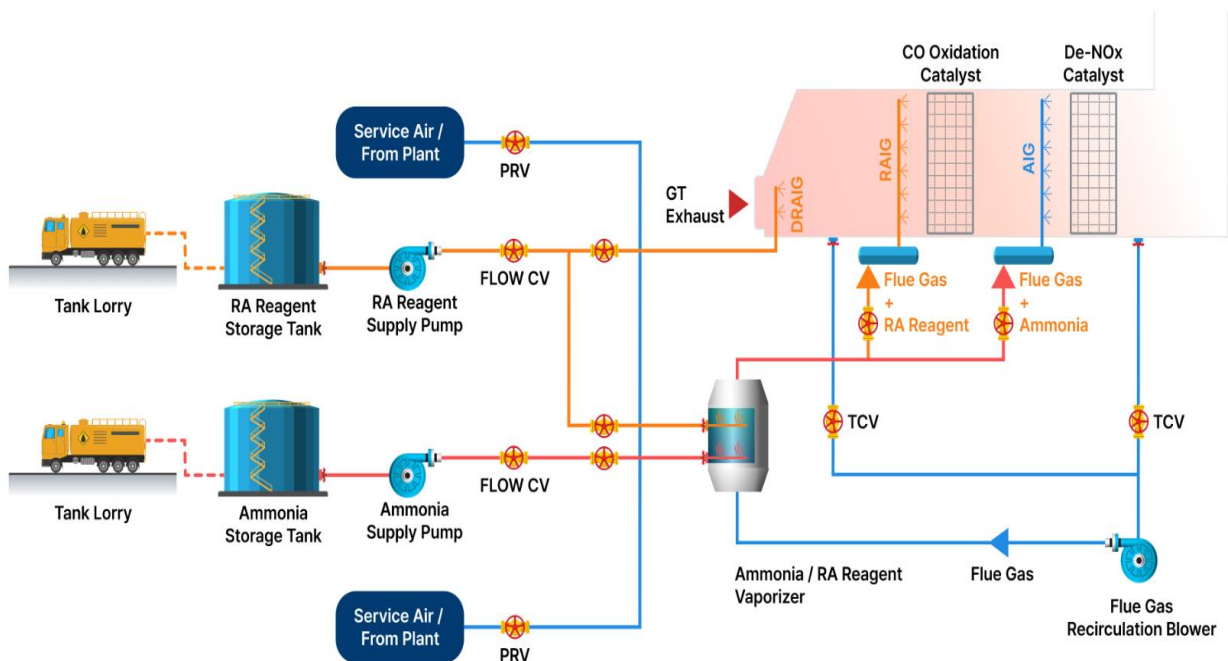 CO Oxidation
Catalyst
De-NOx
Catalyst
Service Air /
From Plant
PRV
GT
Exhaust
DRAIG
RAIG
AIG
Tank Lorry
RA Reagent
Storage Tank
RA Reagent
Supply Pump
FLOW CV
Flue Gas
+
RA Reagent
Flue Gas
+
Ammonia
TCV
TCV
Tank Lorry
Ammonia
Storage Tank
Ammonia
Supply Pump
FLOW CV
Ammonia / RA Reagent
Vaporizer
Flue Gas
Flue Gas
Recirculation Blower
Service Air /
From Plant
PRV